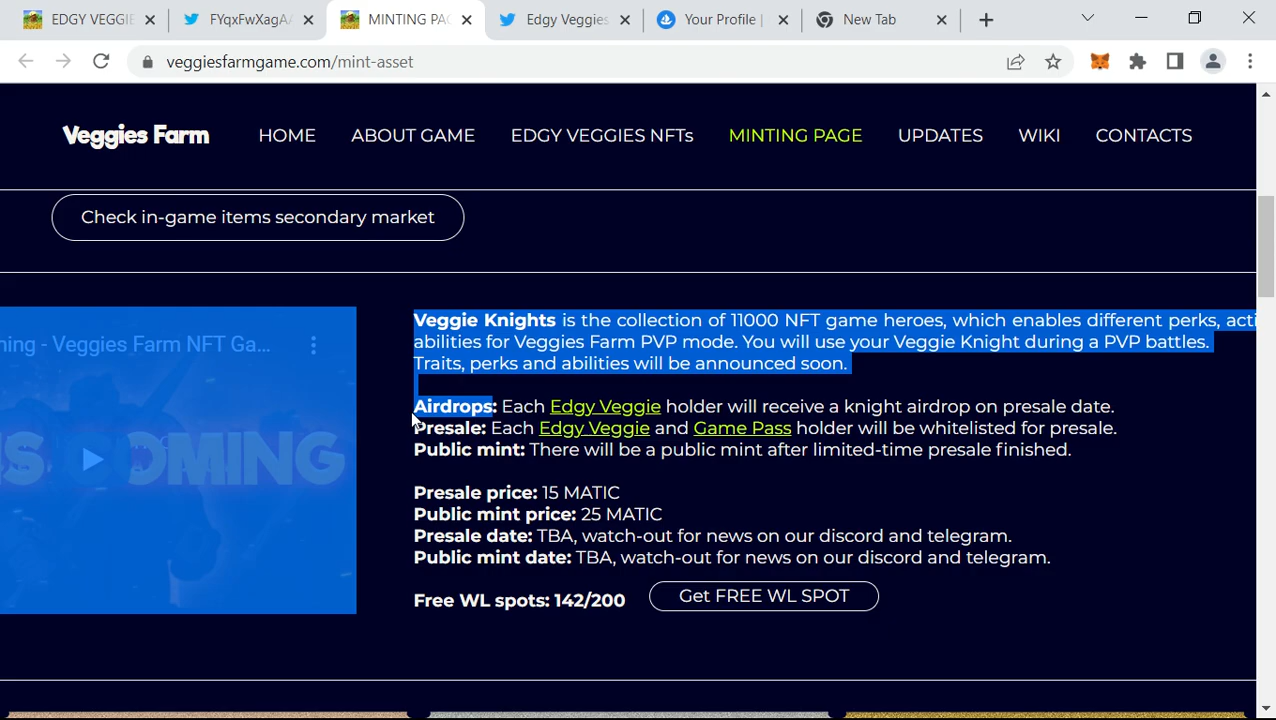 EDGY VEGGIE
FYqxFwXagA
MINTING PA
Edgy Veggies
Your Profile |
New Tab
veggiesfarmgame.com/mint-asset
Veggies Farm
HOME
ABOUT GAME
EDGY VEGGIES NFTs
MINTING PAGE
UPDATES
WIKI
CONTACTS
Check in-game items secondary market
ning - Veggies Farm NFT Ga...
Veggie Knights is the collection of 11000 NFT game heroes, which enables different perks, acti
abilities for Veggies Farm PVP mode. You will use your Veggie Knight during a PVP battles.
Traits, perks and abilities will be announced soon.
Airdrops: Each Edgy Veggie holder will receive a knight airdrop on presale date.
Presale: Each Edgy Veggie and Game Pass holder will be whitelisted for presale.
Public mint: There will be a public mint after limited-time presale finished.
S COMING
Presale price: 15 MATIC
Public mint price: 25 MATIC
Presale date: TBA, watch-out for news on our discord and telegram.
Public mint date: TBA, watch-out for news on our discord and telegram.
Free WL spots: 142/200
Get FREE WL SPOT